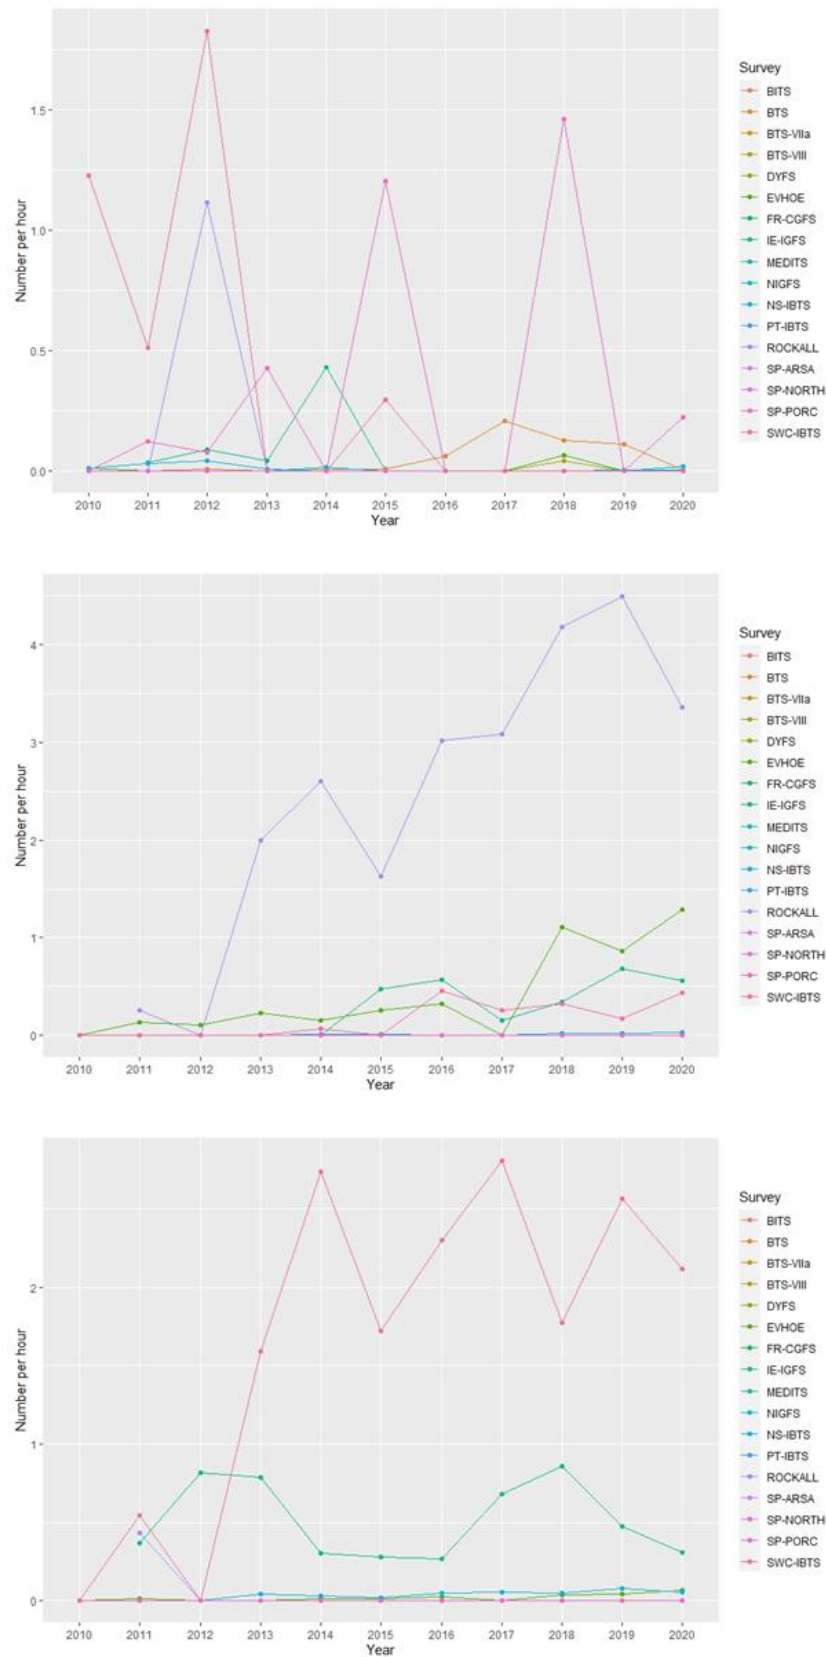 Survey
BITS
BTS
BTS-VIIa
BTS-VIII
DYFS
EVHOE
FR-CGFS
IE-IGFS
MEDITS
NIGFS
NS-IBTS
PT-IBTS
ROCKALL
SP-ARSA
SP-NORTH
SP-PORC
SWC-IBTS
Number per hour
1.5
1.0
0.5
0.0
2010 2011 2012 2013 2014 2015 2016 2017 2018 2019 2020
Year
Survey
BITS
BTS
BTS-VIIa
BTS-VIII
DYFS
EVHOE
FR-CGFS
IE-IGFS
MEDITS
NIGFS
NS-IBTS
PT-IBTS
ROCKALL
SP-ARSA
SP-NORTH
SP-PORC
SWC-IBTS
Number per hour
4
3
2
1
0
2010 2011 2012 2013 2014 2015 2016 2017 2018 2019 2020
Year
Survey
BITS
BTS
BTS-VIIa
BTS-VIII
DYFS
EVHOE
FR-CGFS
IE-IGFS
MEDITS
NIGFS
NS-IBTS
PT-IBTS
ROCKALL
SP-ARSA
SP-NORTH
SP-PORC
SWC-IBTS
Number per hour
2
1
0
2010 2011 2012 2013 2014 2015 2016 2017 2018 2019 2020
Year